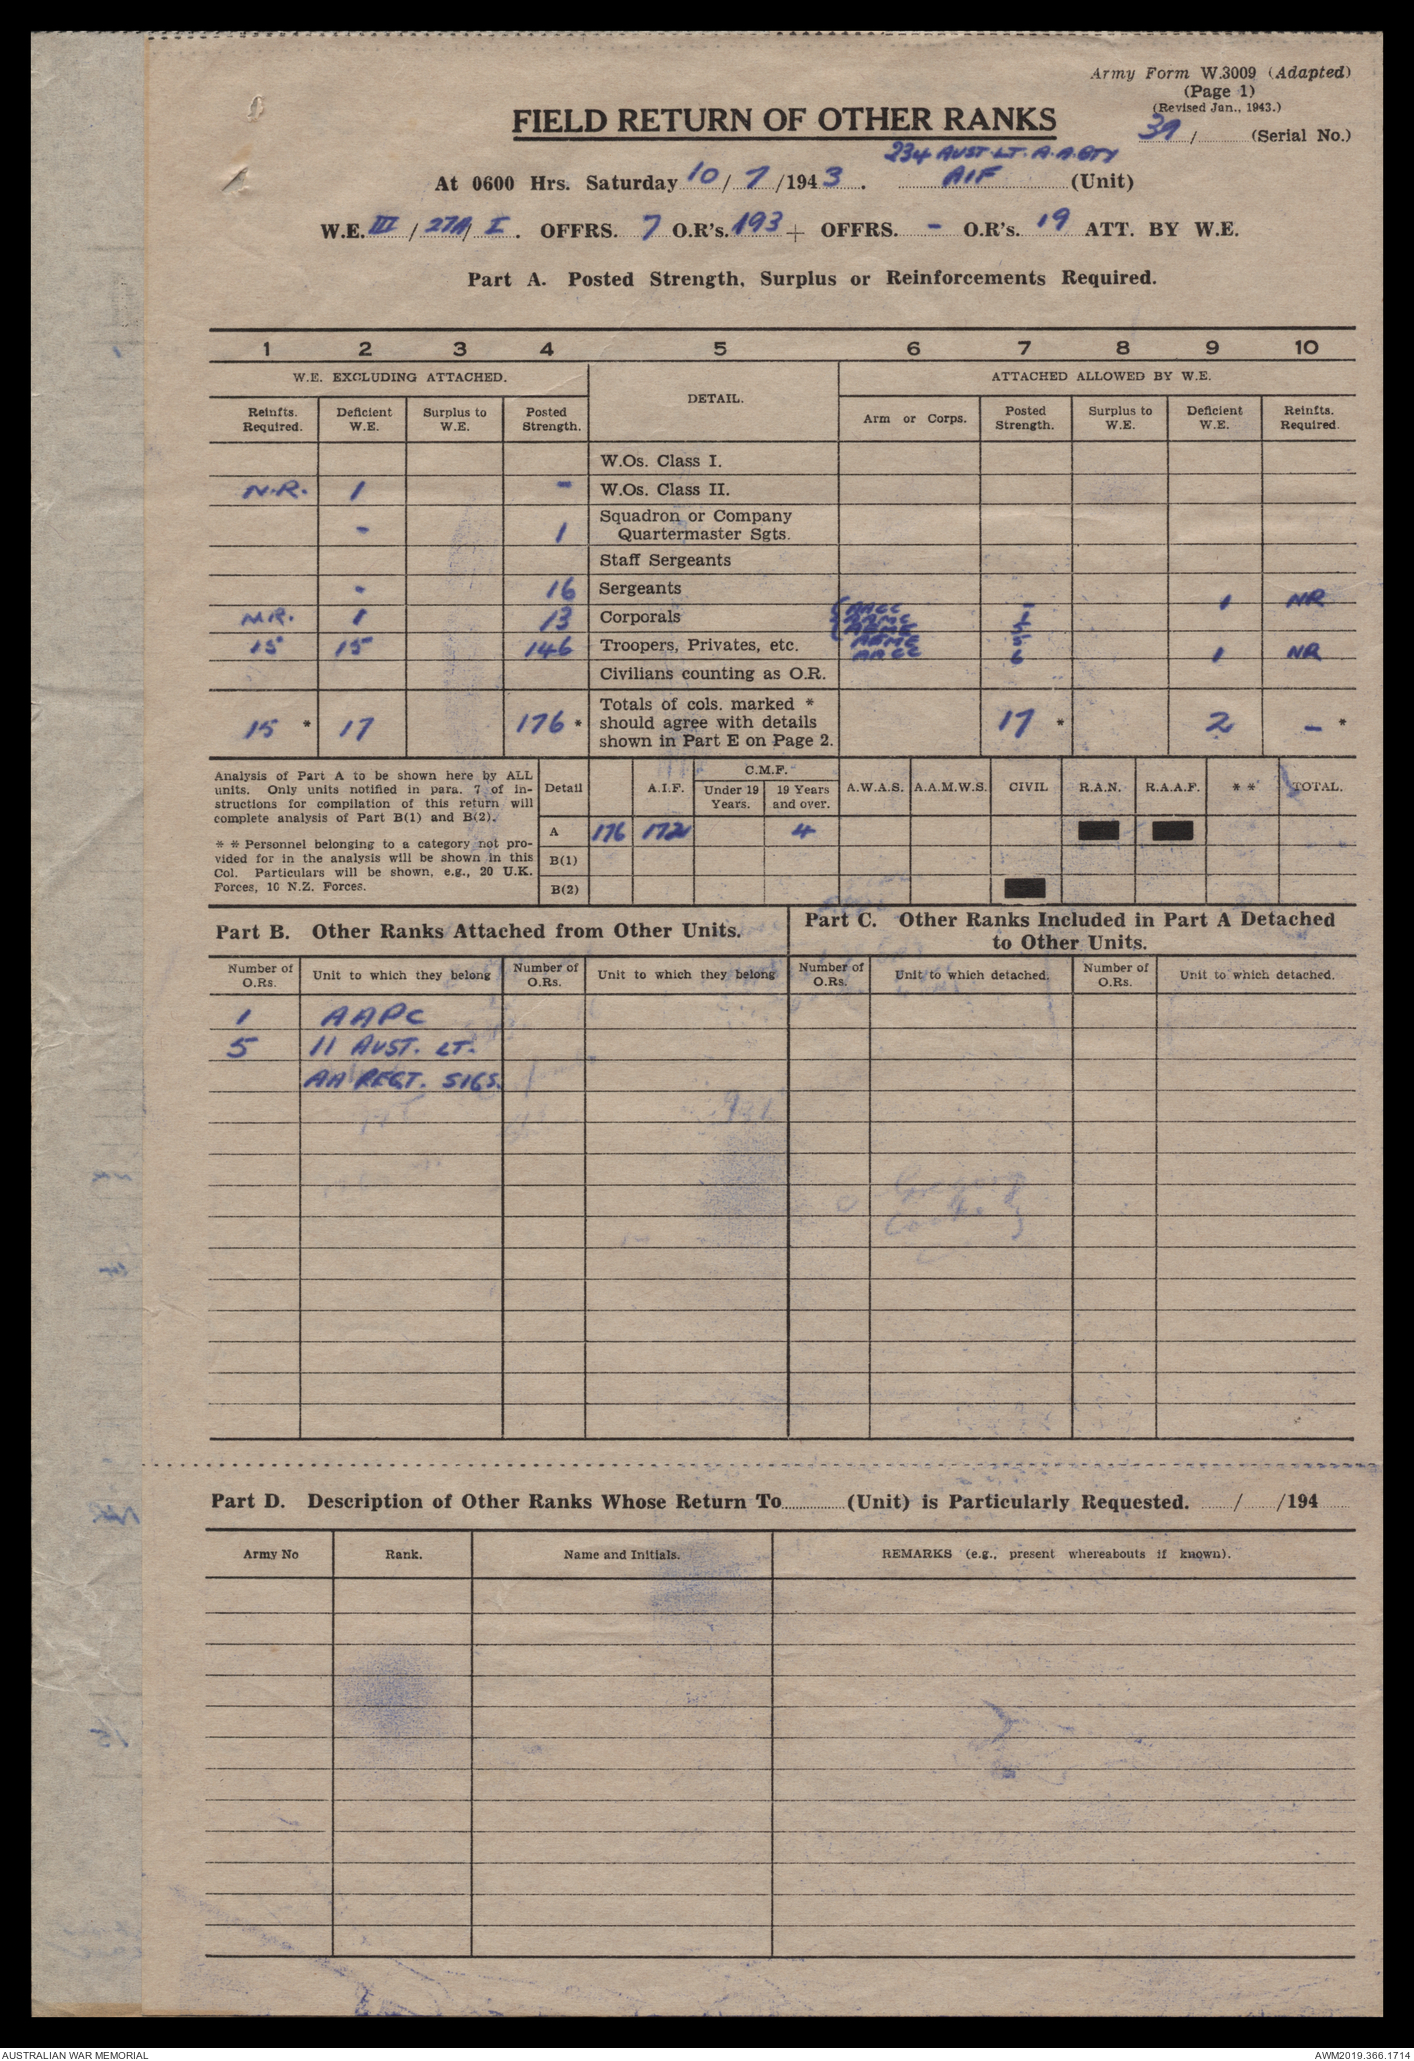 Army Form W.3009 (Adapted)
(Page 1)
(Revised Jan., 1943.)
FIELD RETURN OF OTHER RANKS
39 / (Serial No.)
234 AUST. LT. A.A. BTY
At 0600 Hrs. Saturday 10 / 7 /1943. AIF (Unit)
W.E. III / 27A/ I. OFFRS. 7 O.R's. 193 + OFFRS. - O.R's. 19 ATT. BY W.E.
Part A. Posted Strength, Surplus or Reinforcements Required.
1 2 3 4 5 6 7 8 9 10
W.E. EXCLUDING ATTACHED. DETAIL. ATTACHED ALLOWED BY W.E.
Reinfts. Required. Deficient W.E. Surplus to W.E. Posted Strength. Arm or Corps. Posted Strength. Surplus to W.E. Deficient W.E. Reinfts. Required.
W.Os. Class I.
N.R. 1 - W.Os. Class II.
- 1 Squadron or Company Quartermaster Sgts.
Staff Sergeants
- 16 Sergeants
AACC - 1 NR
N.R. 1 13 Corporals AAMC 1
AEME 5
15 15 146 Troopers, Privates, etc. AEME 5
AACC 6 1 NR
Civilians counting as O.R.
15 * 17 176 * Totals of cols. marked * should agree with details shown in Part E on Page 2. 17 * 2 - *
Analysis of Part A to be shown here by ALL
units. Only units notified in para. 7 of in-
structions for compilation of this return will
complete analysis of Part B(1) and B(2).
* * Personnel belonging to a category not pro-
vided for in the analysis will be shown in this
Col. Particulars will be shown, e.g., 20 U.K.
Forces, 10 N.Z. Forces.
Detail A.I.F. C.M.F. Under 19 Years. 19 Years and over. A.W.A.S. A.A.M.W.S. CIVIL R.A.N. R.A.A.F. * * TOTAL.
A 176 172 4
B(1)
B(2)
Part B. Other Ranks Attached from Other Units.
Part C. Other Ranks Included in Part A Detached
to Other Units.
Number of O.Rs. Unit to which they belong Number of O.Rs. Unit to which they belong Number of O.Rs. Unit to which detached. Number of O.Rs. Unit to which detached.
1 AAPC
5 11 AUST. LT.
AA REGT. SIGS.
Part D. Description of Other Ranks Whose Return To (Unit) is Particularly Requested. / /194
Army No Rank. Name and Initials. REMARKS (e.g., present whereabouts if known).
AUSTRALIAN WAR MEMORIAL
AWM2019.366.1714